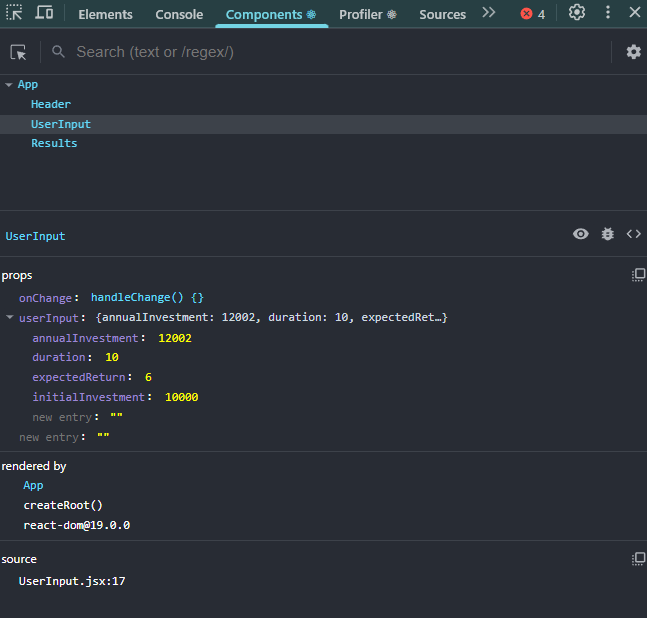 Elements Console Components Profiler Sources 4
Search (text or /regex/)
App
Header
UserInput
Results
UserInput
props
onChange: handleChange() {}
userInput: {annualInvestment: 12002, duration: 10, expectedRet…}
annualInvestment: 12002
duration: 10
expectedReturn: 6
initialInvestment: 10000
new entry: ""
new entry: ""
rendered by
App
createRoot()
react-dom@19.0.0
source
UserInput.jsx:17